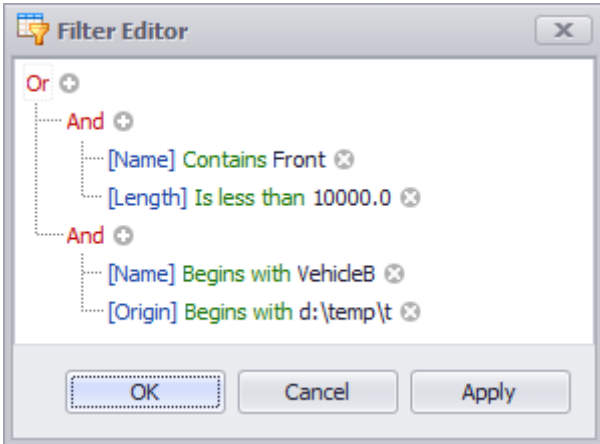 Filter Editor
Or
And
[Name] Contains Front
[Length] Is less than 10000.0
And
[Name] Begins with VehicleB
[Origin] Begins with d:\temp\t
OK Cancel Apply